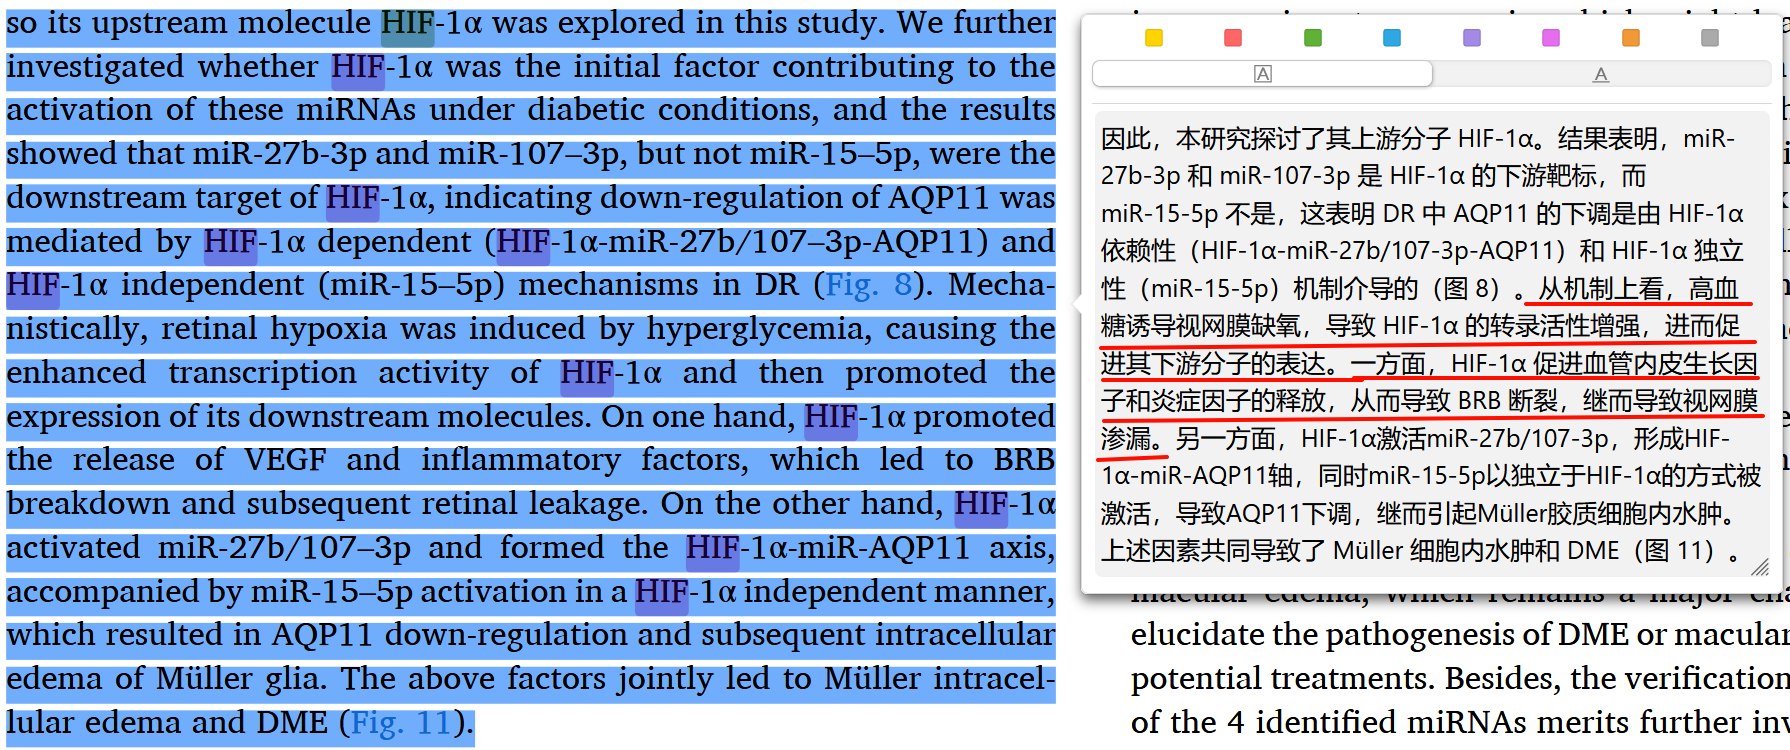 so its upstream molecule HIF-1α was explored in this study. We further
investigated whether HIF-1α was the initial factor contributing to the
activation of these miRNAs under diabetic conditions, and the results
showed that miR-27b-3p and miR-107–3p, but not miR-15–5p, were the
downstream target of HIF-1α, indicating down-regulation of AQP11 was
mediated by HIF-1α dependent (HIF-1α-miR-27b/107–3p-AQP11) and
HIF-1α independent (miR-15–5p) mechanisms in DR (Fig. 8). Mecha-
nistically, retinal hypoxia was induced by hyperglycemia, causing the
enhanced transcription activity of HIF-1α and then promoted the
expression of its downstream molecules. On one hand, HIF-1α promoted
the release of VEGF and inflammatory factors, which led to BRB
breakdown and subsequent retinal leakage. On the other hand, HIF-1α
activated miR-27b/107–3p and formed the HIF-1α-miR-AQP11 axis,
accompanied by miR-15–5p activation in a HIF-1α independent manner,
which resulted in AQP11 down-regulation and subsequent intracellular
edema of Müller glia. The above factors jointly led to Müller intracel-
lular edema and DME (Fig. 11).
A
A
因此，本研究探讨了其上游分子 HIF-1α。结果表明，miR-
27b-3p 和 miR-107-3p 是 HIF-1α 的下游靶标，而
miR-15-5p 不是，这表明 DR 中 AQP11 的下调是由 HIF-1α
依赖性（HIF-1α-miR-27b/107-3p-AQP11）和 HIF-1α 独立
性（miR-15-5p）机制介导的（图 8）。从机制上看，高血
糖诱导视网膜缺氧，导致 HIF-1α 的转录活性增强，进而促
进其下游分子的表达。一方面，HIF-1α 促进血管内皮生长因
子和炎症因子的释放，从而导致 BRB 断裂，继而导致视网膜
渗漏。另一方面，HIF-1α激活miR-27b/107-3p，形成HIF-
1α-miR-AQP11轴，同时miR-15-5p以独立于HIF-1α的方式被
激活，导致AQP11下调，继而引起Müller胶质细胞内水肿。
上述因素共同导致了 Müller 细胞内水肿和 DME（图 11）。
macular edema, which remains a major
elucidate the pathogenesis of DME or macular
potential treatments. Besides, the verification
of the 4 identified miRNAs merits further